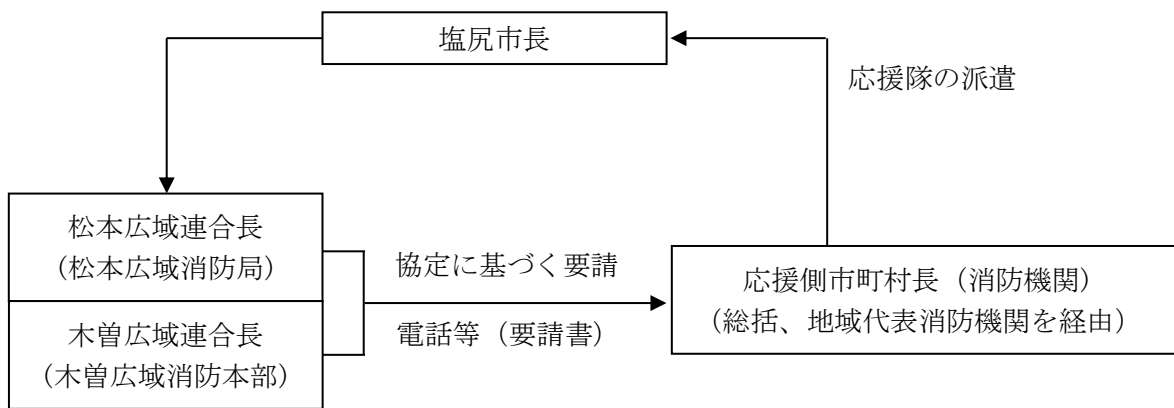 塩尻市長
応援隊の派遣
松本広域連合長
(松本広域消防局)
木曽広域連合長
(木曽広域消防本部)
協定に基づく要請
電話等(要請書)
応援側市町村長(消防機関)
(総括、地域代表消防機関を経由)